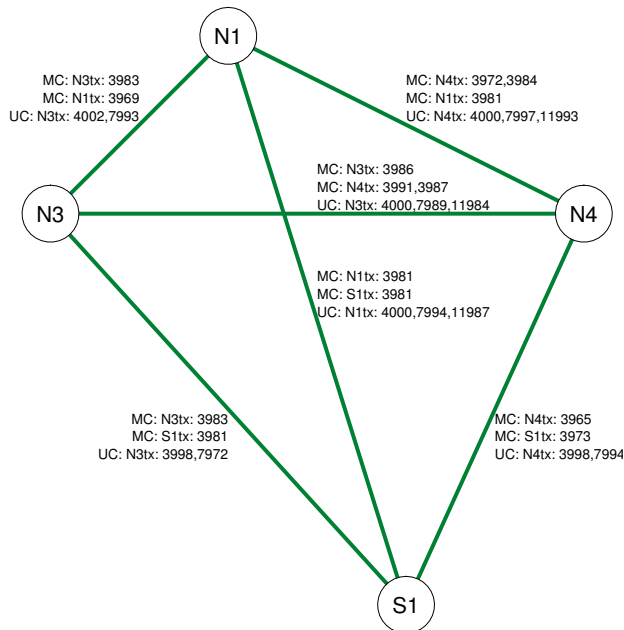 N1
MC: N3tx: 3983
MC: N1tx: 3969
UC: N3tx: 4002,7993
MC: N4tx: 3972,3984
MC: N1tx: 3981
UC: N4tx: 4000,7997,11993
MC: N3tx: 3986
MC: N4tx: 3991,3987
UC: N3tx: 4000,7989,11984
N3
N4
MC: N1tx: 3981
MC: S1tx: 3981
UC: N1tx: 4000,7994,11987
MC: N3tx: 3983
MC: S1tx: 3981
UC: N3tx: 3998,7972
MC: N4tx: 3965
MC: S1tx: 3973
UC: N4tx: 3998,7994
S1